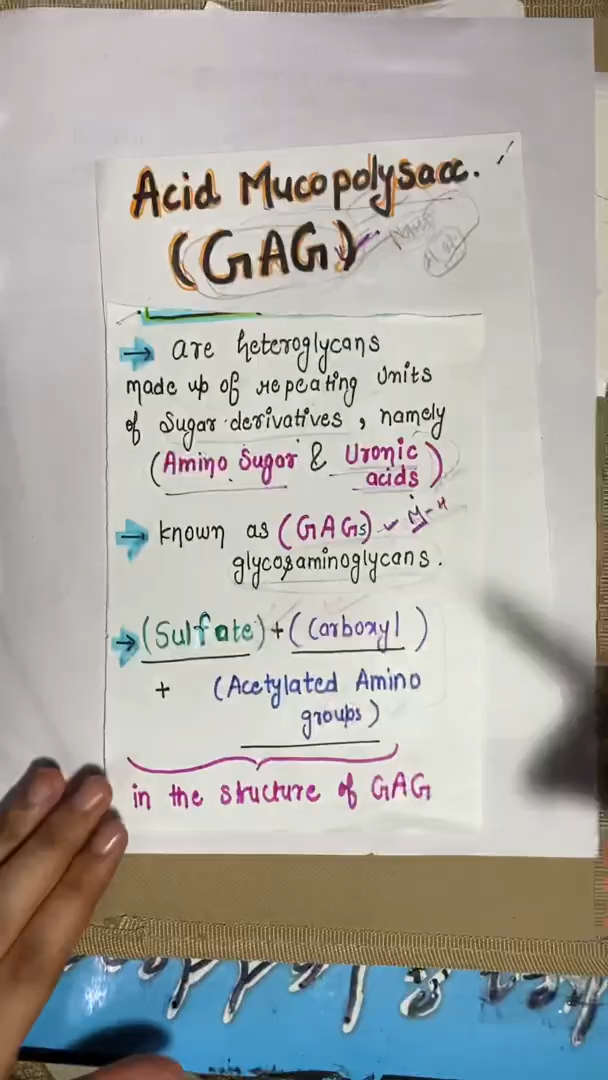 Acid Mucopolysacc.
(GAG)
→ are heteroglycans
made up of repeating units
of Sugar derivatives, namely
(Amino Sugar & Uronic
acids)
→ known as (GAGs)
glycosaminoglycans.
→ (Sulfate) + (Carboxyl)
+ (Acetylated Amino
groups)
in the structure of GAG